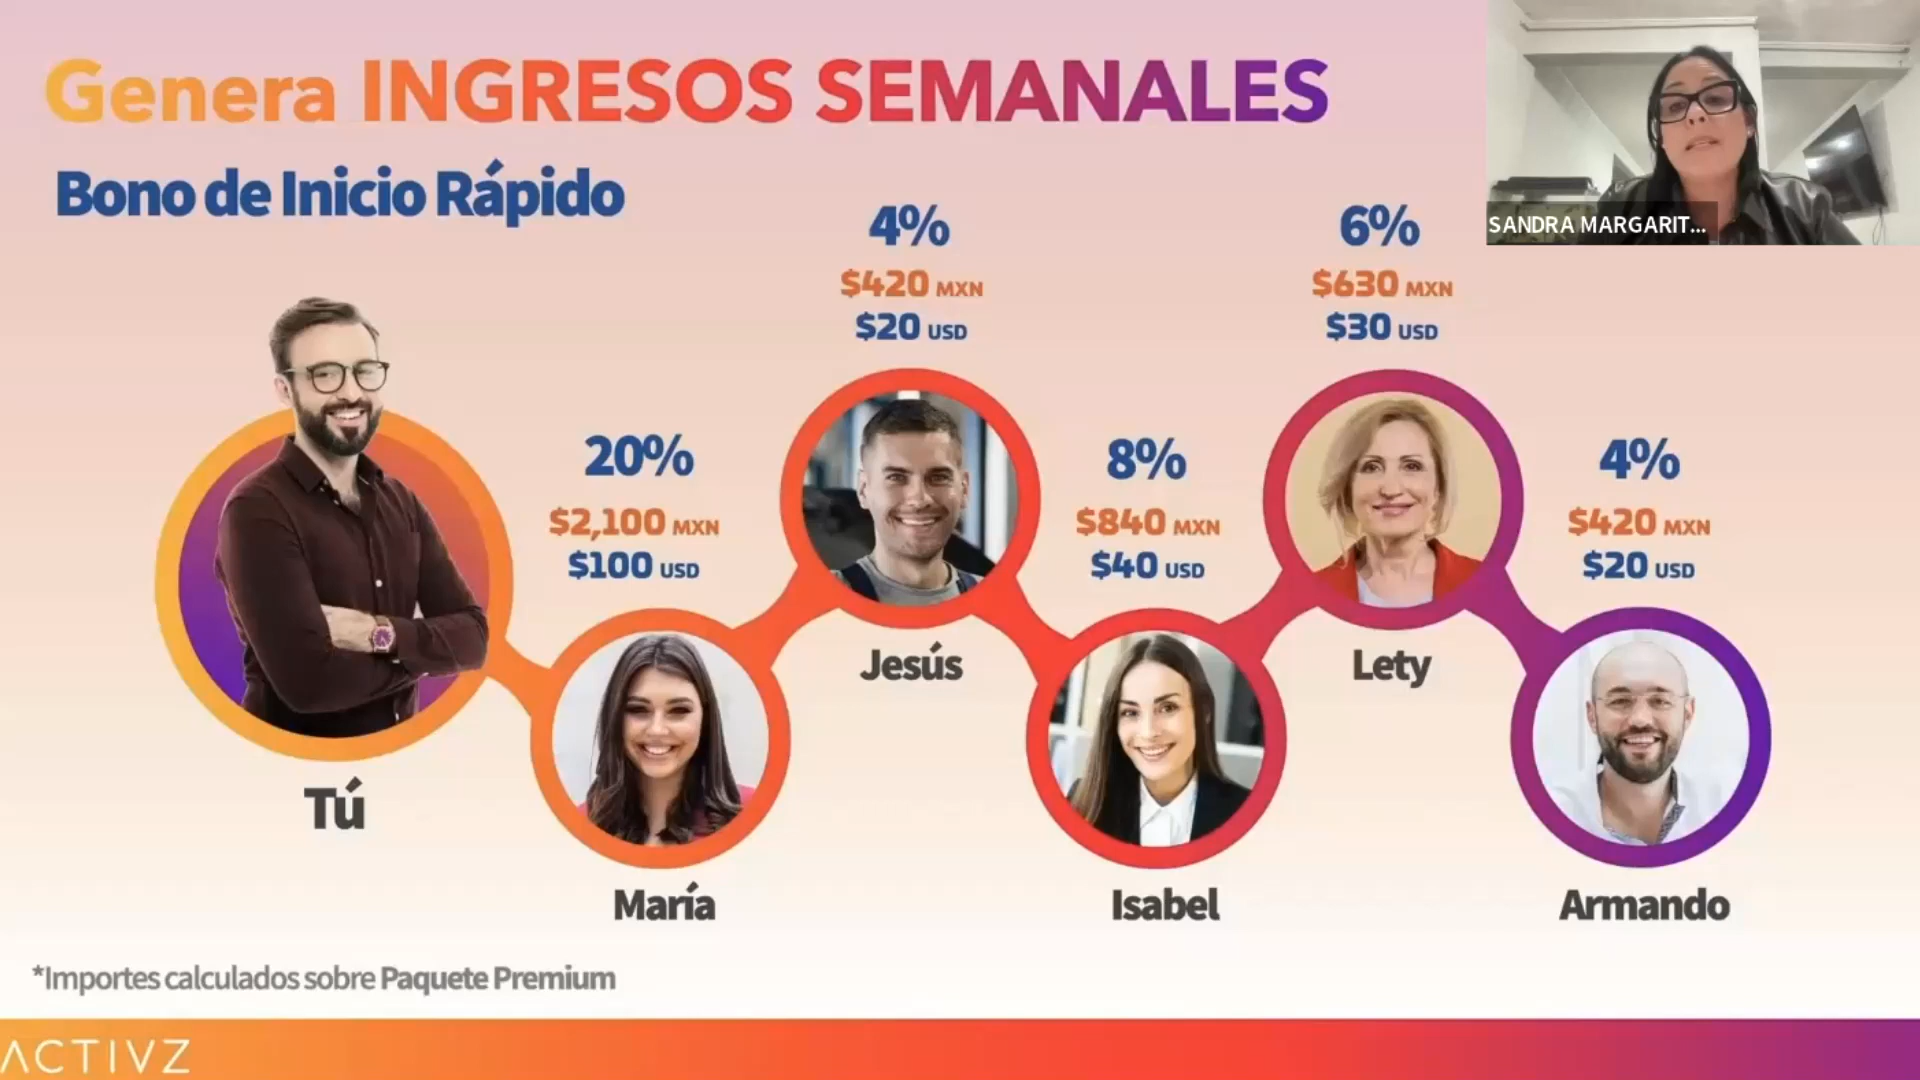 Genera INGRESOS SEMANALES
Bono de Inicio Rápido
SANDRA MARGARIT...
4%
$420 MXN
$20 USD
6%
$630 MXN
$30 USD
20%
$2,100 MXN
$100 USD
8%
$840 MXN
$40 USD
4%
$420 MXN
$20 USD
Jesús
Lety
Tú
María
Isabel
Armando
*Importes calculados sobre Paquete Premium
ACTIVZ